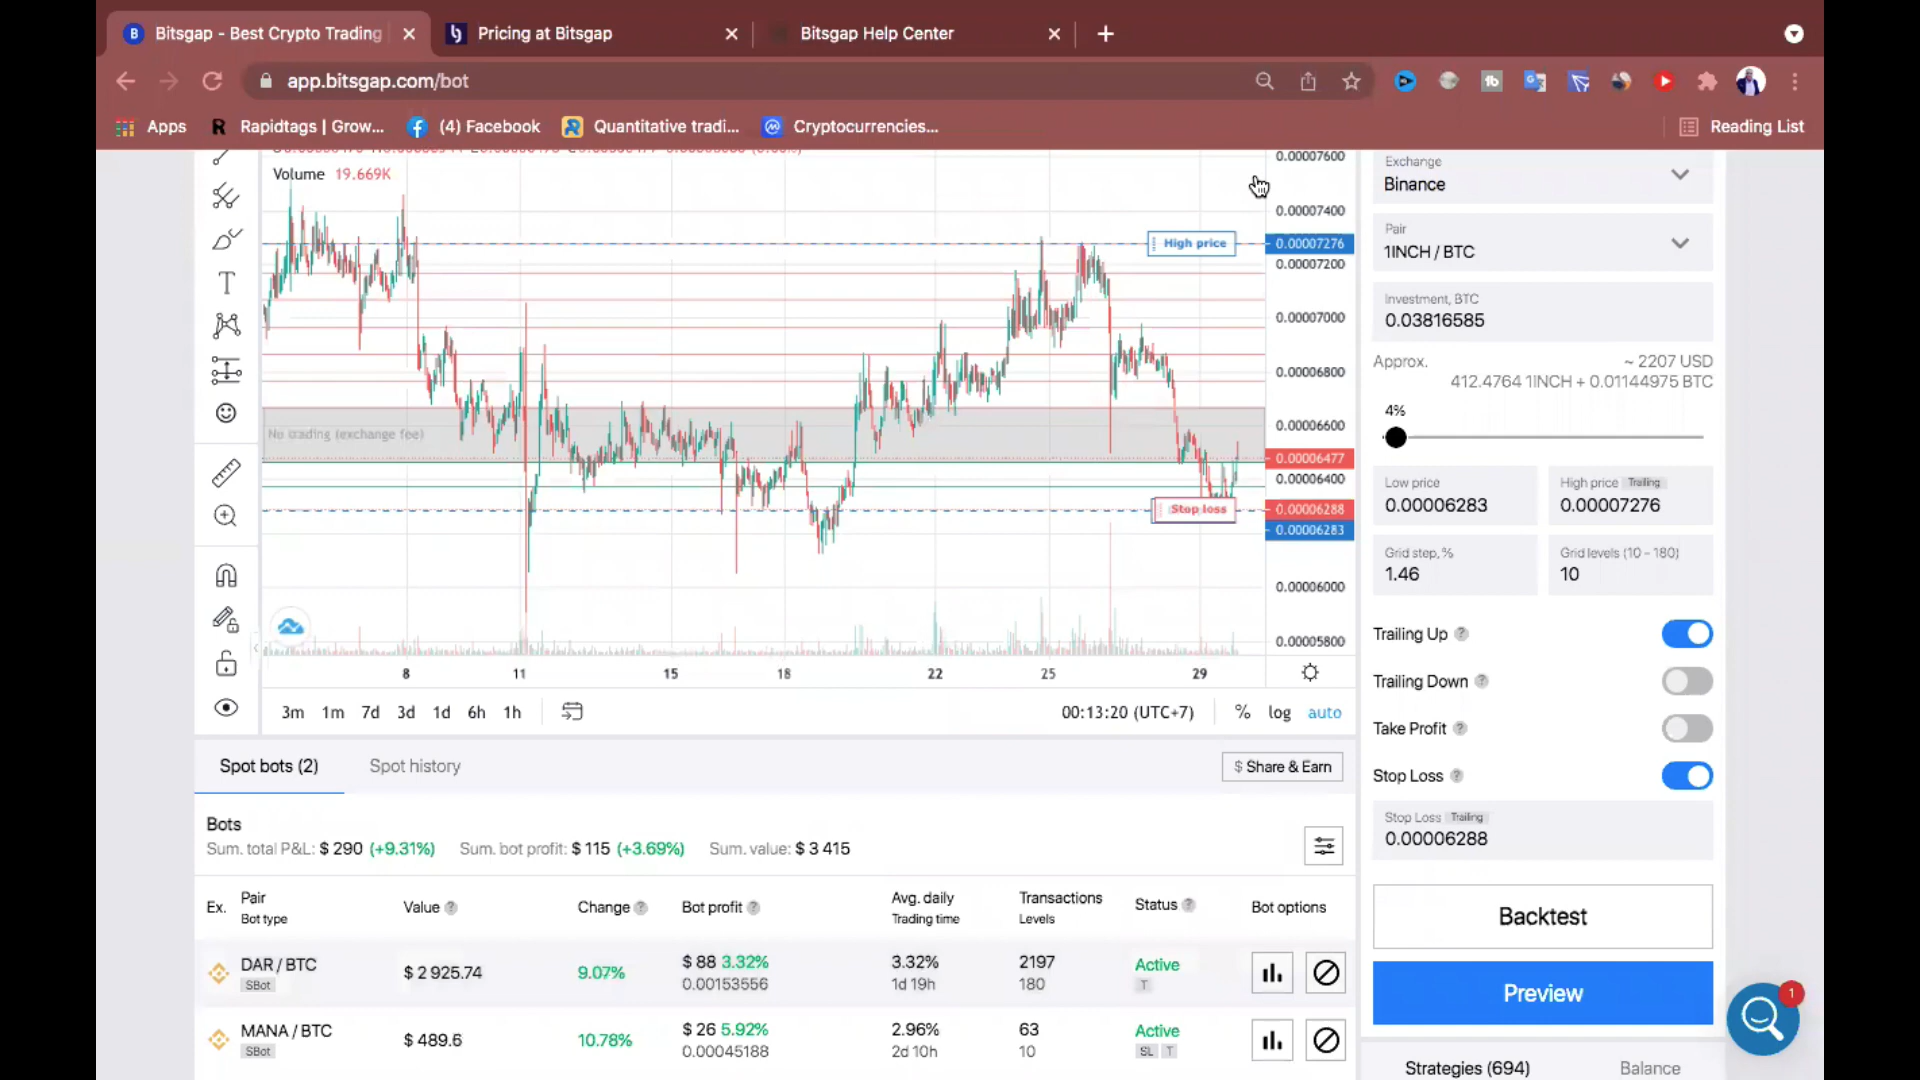 Bitsgap - Best Crypto Trading
Pricing at Bitsgap
Bitsgap Help Center
app.bitsgap.com/bot
Apps
Rapidtags | Grow...
(4) Facebook
Quantitative tradi...
Cryptocurrencies...
Reading List
Volume 19.669K
0.00007600
0.00007400
High price
0.00007276
0.00007200
0.00007000
0.00006800
0.00006600
No trading (exchange fee)
0.00006477
0.00006400
Stop loss
0.00006288
0.00006283
0.00006000
0.00005800
8 11 15 18 22 25 29
3m 1m 7d 3d 1d 6h 1h
00:13:20 (UTC+7)
% log auto
Exchange
Binance
Pair
1INCH / BTC
Investment, BTC
0.03816585
Approx. ~ 2207 USD
412.4764 1INCH + 0.01144975 BTC
4%
Low price
0.00006283
High price Trailing
0.00007276
Grid step, %
1.46
Grid levels (10 - 180)
10
Trailing Up ?
Trailing Down ?
Take Profit ?
Stop Loss ?
Stop Loss Trailing
0.00006288
Backtest
Preview
1
Strategies (694) Balance
Spot bots (2) Spot history
$ Share & Earn
Bots
Sum. total P&L: $ 290 (+9.31%) Sum. bot profit: $ 115 (+3.69%) Sum. value: $ 3 415
Ex.
Pair
Bot type
Value ?
Change ?
Bot profit ?
Avg. daily
Trading time
Transactions
Levels
Status ?
Bot options
DAR / BTC
SBot
$ 2 925.74
9.07%
$ 88 3.32%
0.00153556
3.32%
1d 19h
2197
180
Active
T
MANA / BTC
SBot
$ 489.6
10.78%
$ 26 5.92%
0.00045188
2.96%
2d 10h
63
10
Active
SL T